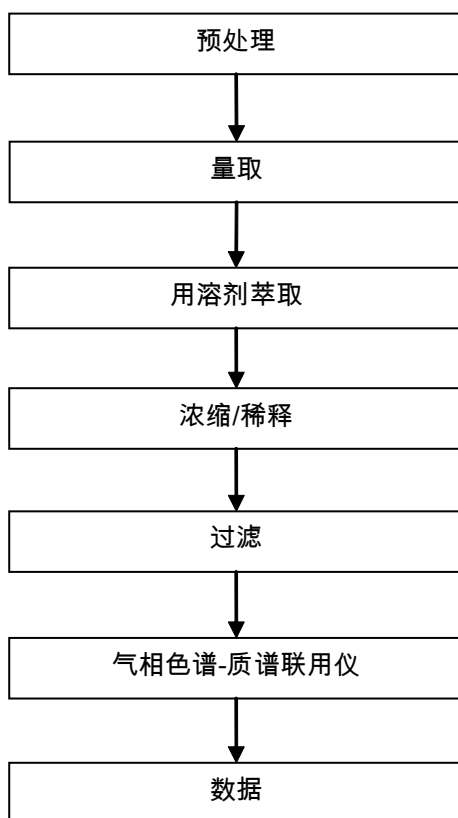 预处理
量取
用溶剂萃取
浓缩/稀释
过滤
气相色谱-质谱联用仪
数据